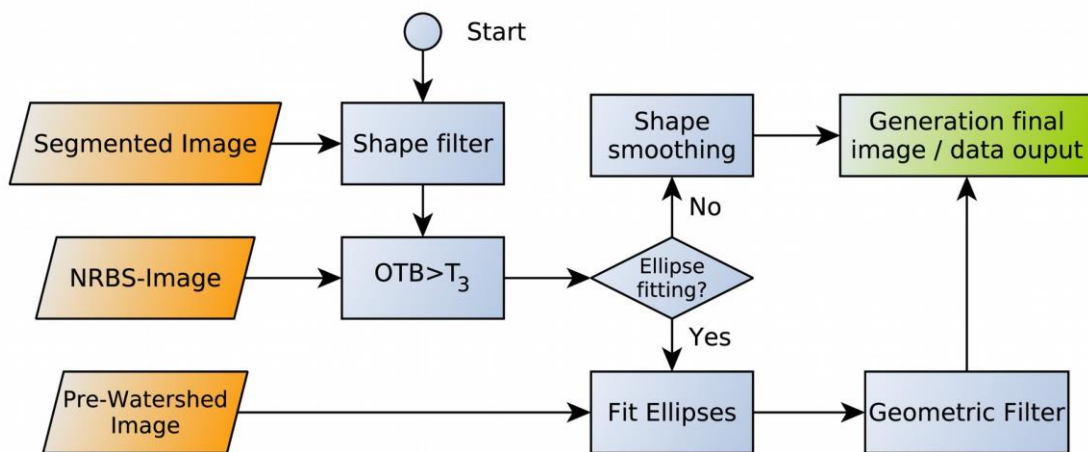 Start
Segmented Image
Shape filter
Shape
smoothing
Generation final
image / data ouput
No
NRBS-Image
OTB>T₃
Ellipse
fitting?
Yes
Pre-Watershed
Image
Fit Ellipses
Geometric Filter